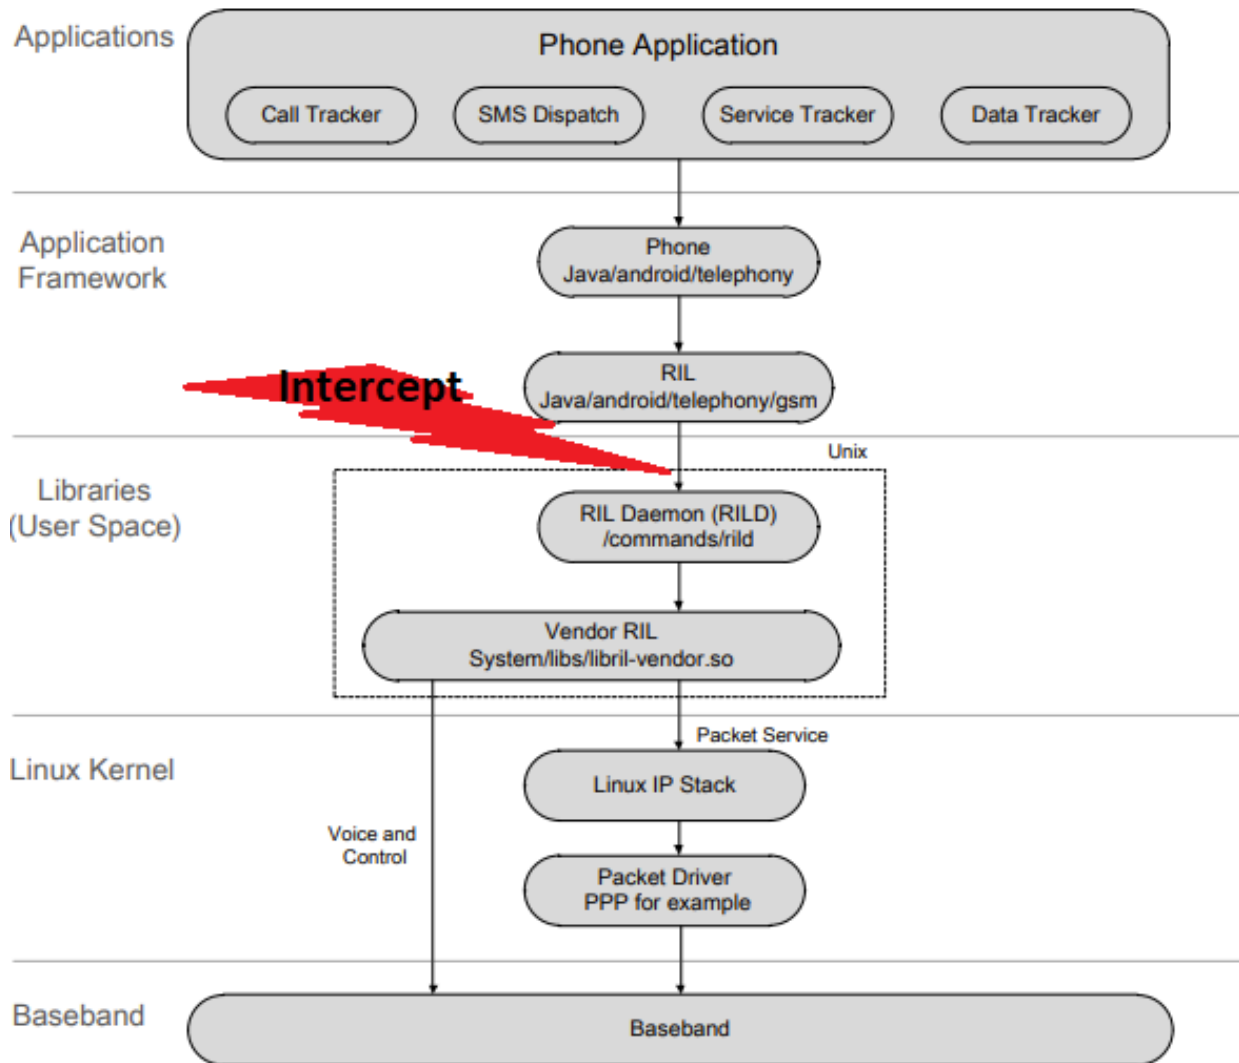 Applications
Phone Application
Call Tracker
SMS Dispatch
Service Tracker
Data Tracker
Application
Framework
Phone
Java/android/telephony
Intercept
RIL
Java/android/telephony/gsm
Unix
Libraries
(User Space)
RIL Daemon (RILD)
/commands/rild
Vendor RIL
System/libs/libril-vendor.so
Packet Service
Linux Kernel
Linux IP Stack
Voice and
Control
Packet Driver
PPP for example
Baseband
Baseband